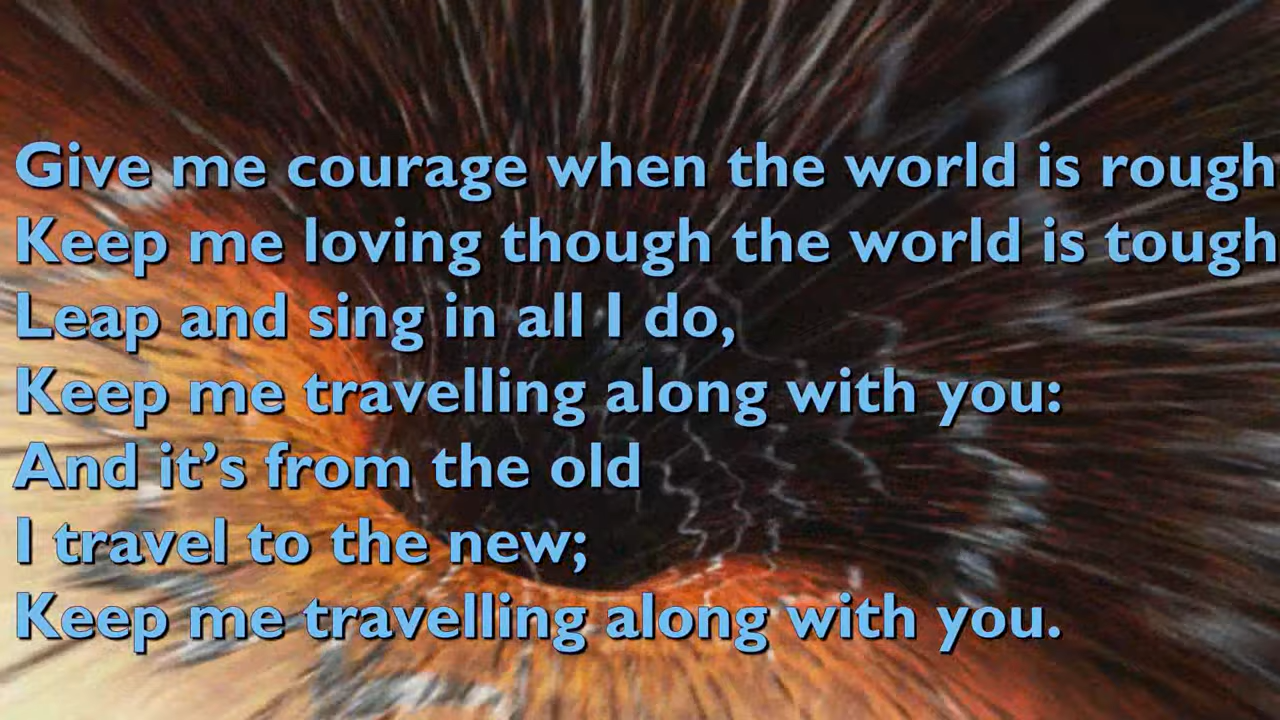 Give me courage when the world is rough
Keep me loving though the world is tough
Leap and sing in all I do,
Keep me travelling along with you:
And it’s from the old
I travel to the new;
Keep me travelling along with you.